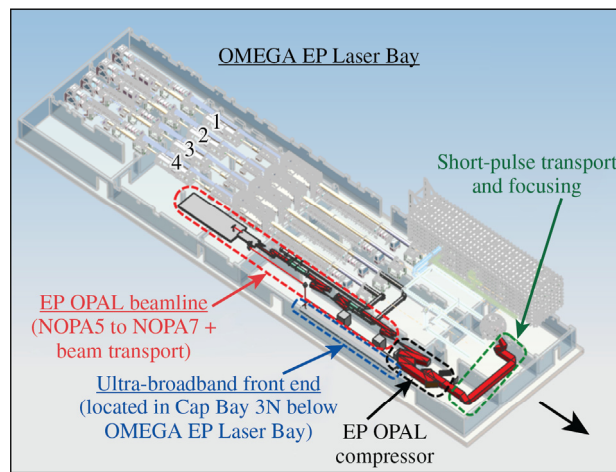 OMEGA EP Laser Bay
1
2
3
4
Short-pulse transport
and focusing
EP OPAL beamline
(NOPA5 to NOPA7 +
beam transport)
Ultra-broadband front end
(located in Cap Bay 3N below
OMEGA EP Laser Bay)
EP OPAL
compressor